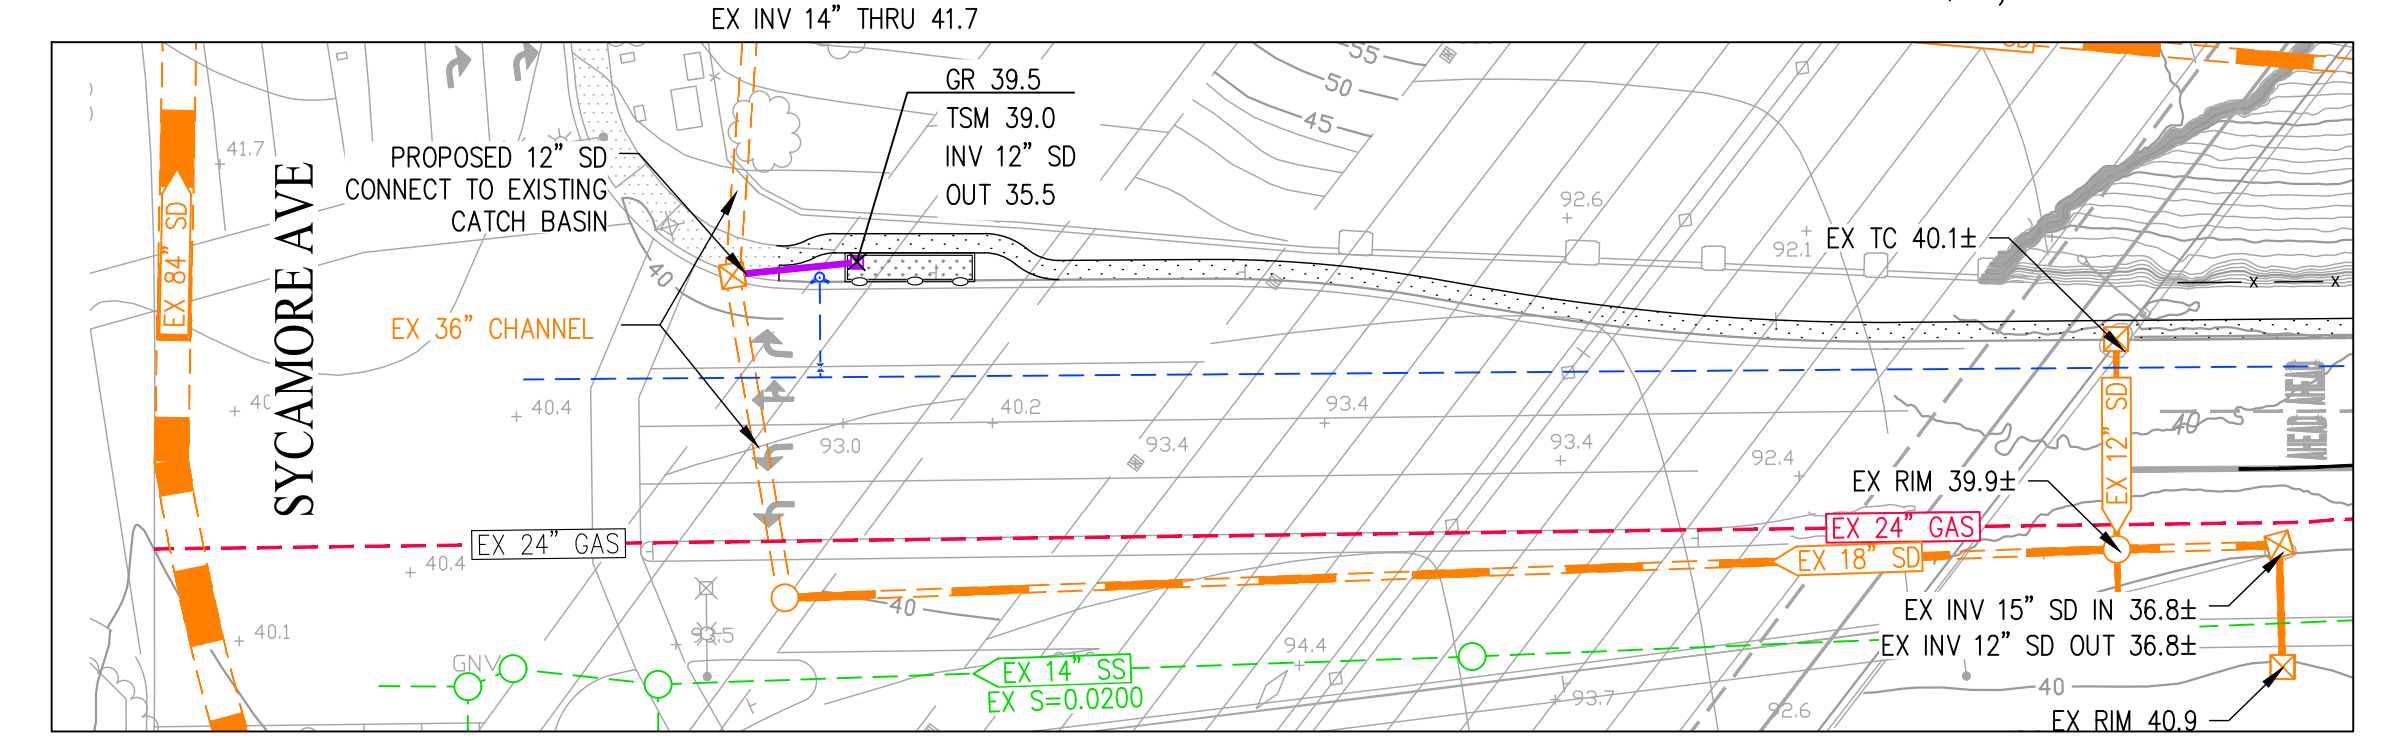 EX INV 14" THRU 41.7
55
50
45
GR 39.5
TSM 39.0
INV 12" SD
OUT 35.5
41.7
PROPOSED 12" SD
CONNECT TO EXISTING
CATCH BASIN
SYCAMORE AVE
EX 84" SD
92.6
92.1
EX TC 40.1±
40
EX 36" CHANNEL
40.4
40.2
93.4
93.0
93.4
93.4
92.4
40
AHEAD AHEAD
EX 12" SD
EX RIM 39.9±
EX 24" GAS
EX 24" GAS
EX 18" SD
40.4
40
EX INV 15" SD IN 36.8±
EX INV 12" SD OUT 36.8±
40.1
93.5
94.4
GNV
EX 14" SS
EX S=0.0200
93.7
92.6
40
EX RIM 40.9